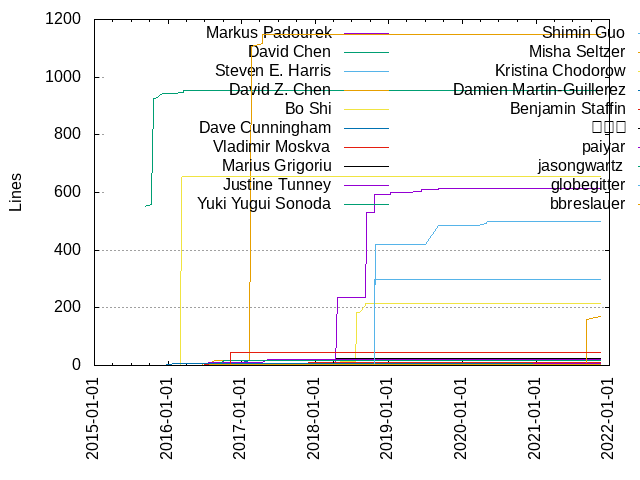 1200
1000
800
600
400
200
0
Lines
2015-01-01
2016-01-01
2017-01-01
2018-01-01
2019-01-01
2020-01-01
2021-01-01
2022-01-01
Markus Padourek
David Chen
Steven E. Harris
David Z. Chen
Bo Shi
Dave Cunningham
Vladimir Moskva
Marius Grigoriu
Justine Tunney
Yuki Yugui Sonoda
Shimin Guo
Misha Seltzer
Kristina Chodorow
Damien Martin-Guillerez
Benjamin Staffin
paiyar
jasongwartz
globegitter
bbreslauer